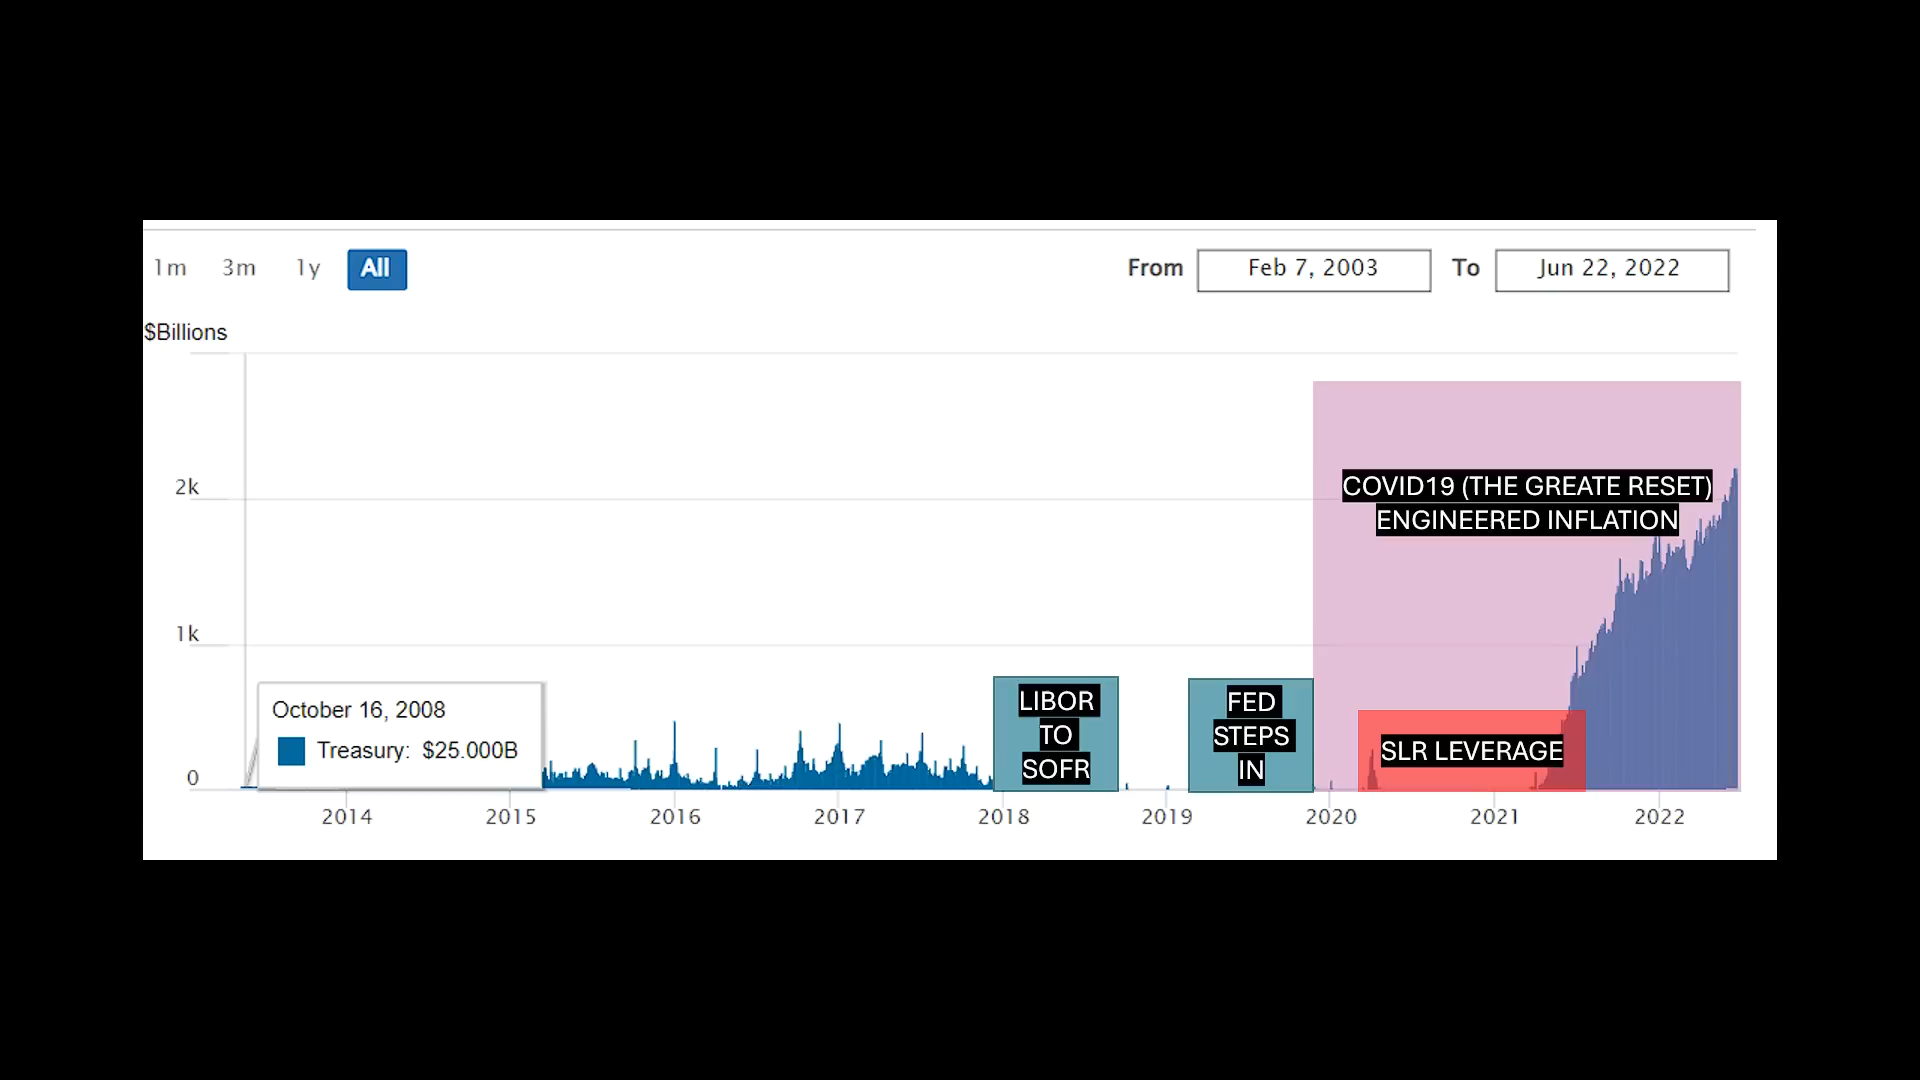 1m 3m 1y All From Feb 7, 2003 To Jun 22, 2022
$Billions
2k
1k
0
COVID19 (THE GREATE RESET)
ENGINEERED INFLATION
LIBOR
TO
SOFR
FED
STEPS
IN
SLR LEVERAGE
October 16, 2008
Treasury: $25.000B
2014 2015 2016 2017 2018 2019 2020 2021 2022